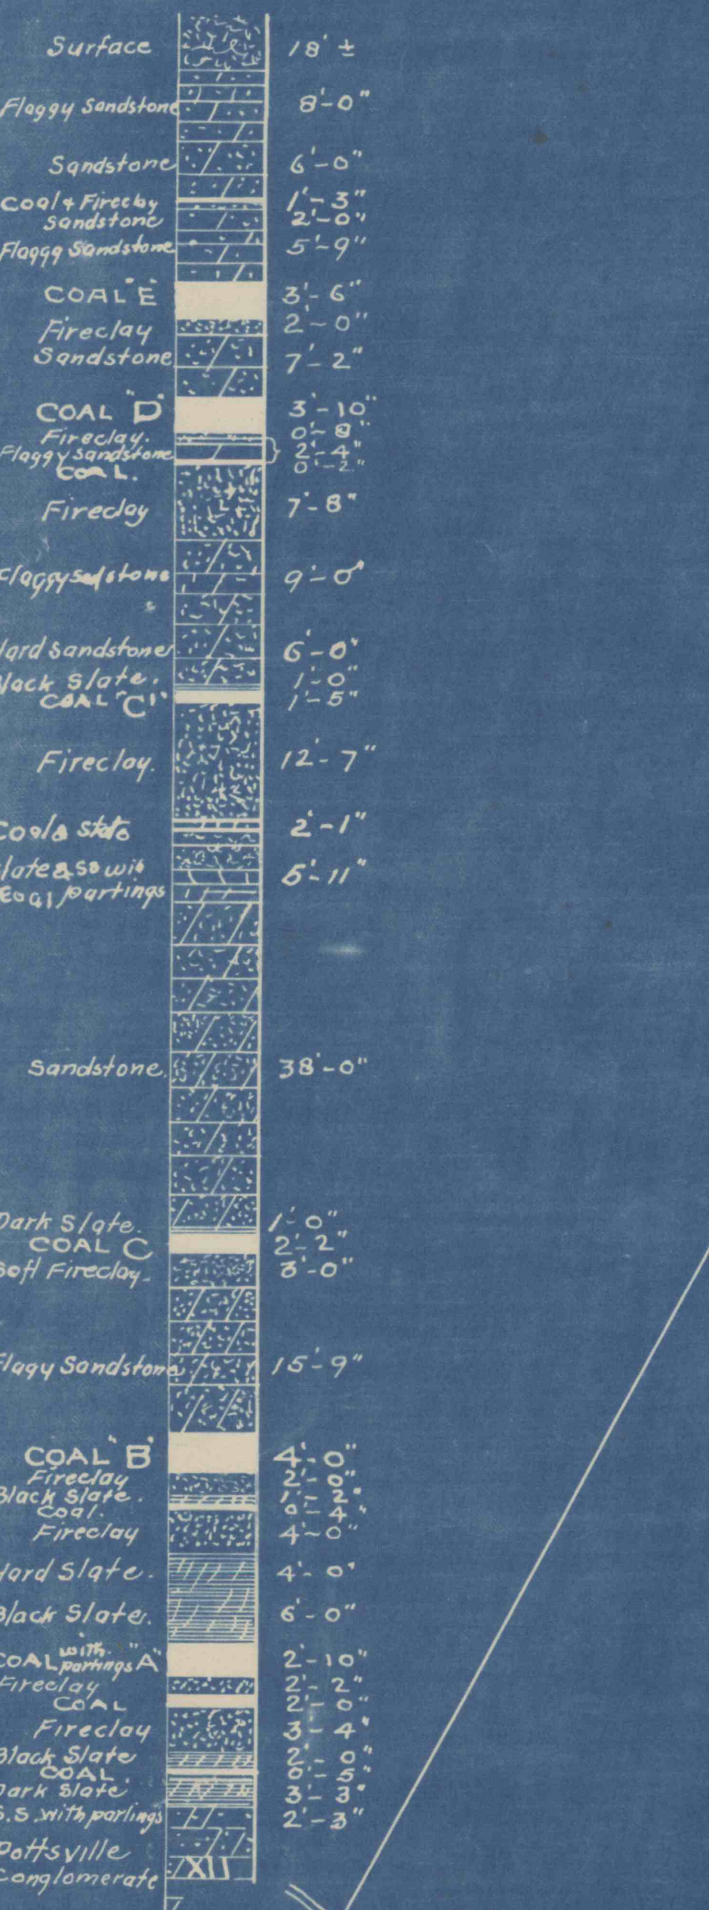 Surface 18' ±
Flaggy Sandstone 8'-0"
Sandstone 6'-0"
Coal & Fireclay 1'-3"
Sandstone 2'-0"
Flaggg Sandstone 5'-9"
COAL "E" 3'-6"
Fireclay 2'-0"
Sandstone 7'-2"
COAL "D" 3'-10"
Fireclay. 0'-8"
Flaggy Sandstone 2'-4"
COAL. 0'-2"
Fireclay 7'-8"
Flaggy 9'-0"
Hard Sandstone 6'-0"
Black Slate. 1'-0"
COAL "C'" 1'-5"
Fireclay. 12'-7"
Coal & 2'-1"
Slate & SS with 5'-11"
Coal partings
Sandstone. 38'-0"
Dark Slate. 1'-0"
COAL C 2'-2"
Soft Fireclay 3'-0"
Flagy Sandstone 15'-9"
COAL "B" 4'-0"
Fireclay 2'-0"
Black Slate. 1'-2"
Coal. 0'-4"
Fireclay 4'-0"
Hard Slate. 4'-0"
Black Slate. 6'-0"
COAL with partings "A" 2'-10"
Fireclay 2'-2"
COAL 2'-0"
Fireclay 3'-4"
Black Slate 2'-0"
COAL 0'-5"
Dark Slate 3'-3"
S.S. with partings 2'-3"
Pottsville
Conglomerate XII